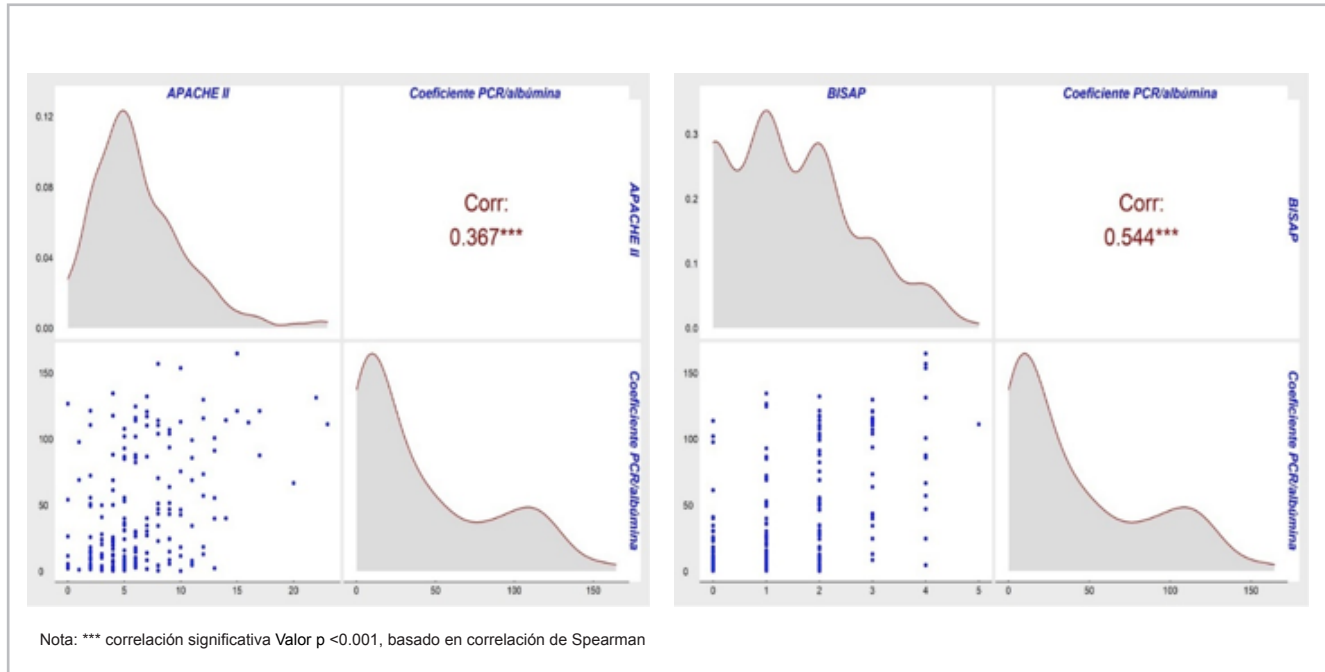 APACHE II
Coeficiente PCR/albúmina
0.12
0.08
0.04
0.00
Corr:
0.367***
APACHE II
150
100
50
0
Coeficiente PCR/albúmina
0 5 10 15 20
0 50 100 150
BISAP
Coeficiente PCR/albúmina
0.3
0.2
0.1
0.0
Corr:
0.544***
BISAP
150
100
50
0
Coeficiente PCR/albúmina
0 1 2 3 4 5
0 50 100 150
Nota: *** correlación significativa Valor p <0.001, basado en correlación de Spearman